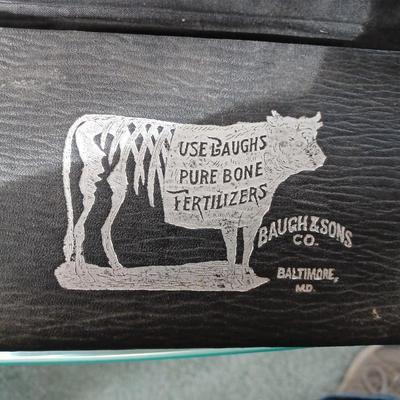 USE BAUGHS
PURE BONE
FERTILIZERS
BAUGH & SONS
CO.
BALTIMORE,
MD.